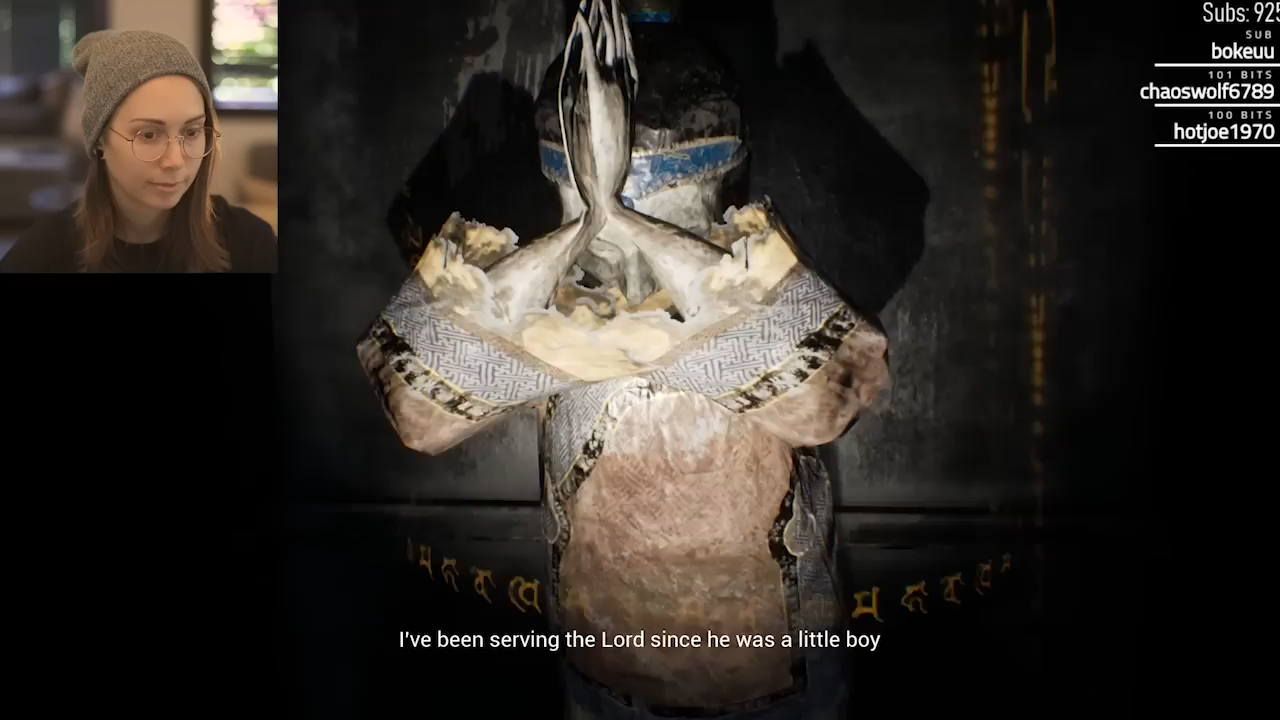 Subs: 925
SUB
bokeuu
101 BITS
chaoswolf6789
100 BITS
hotjoe1970
I've been serving the Lord since he was a little boy